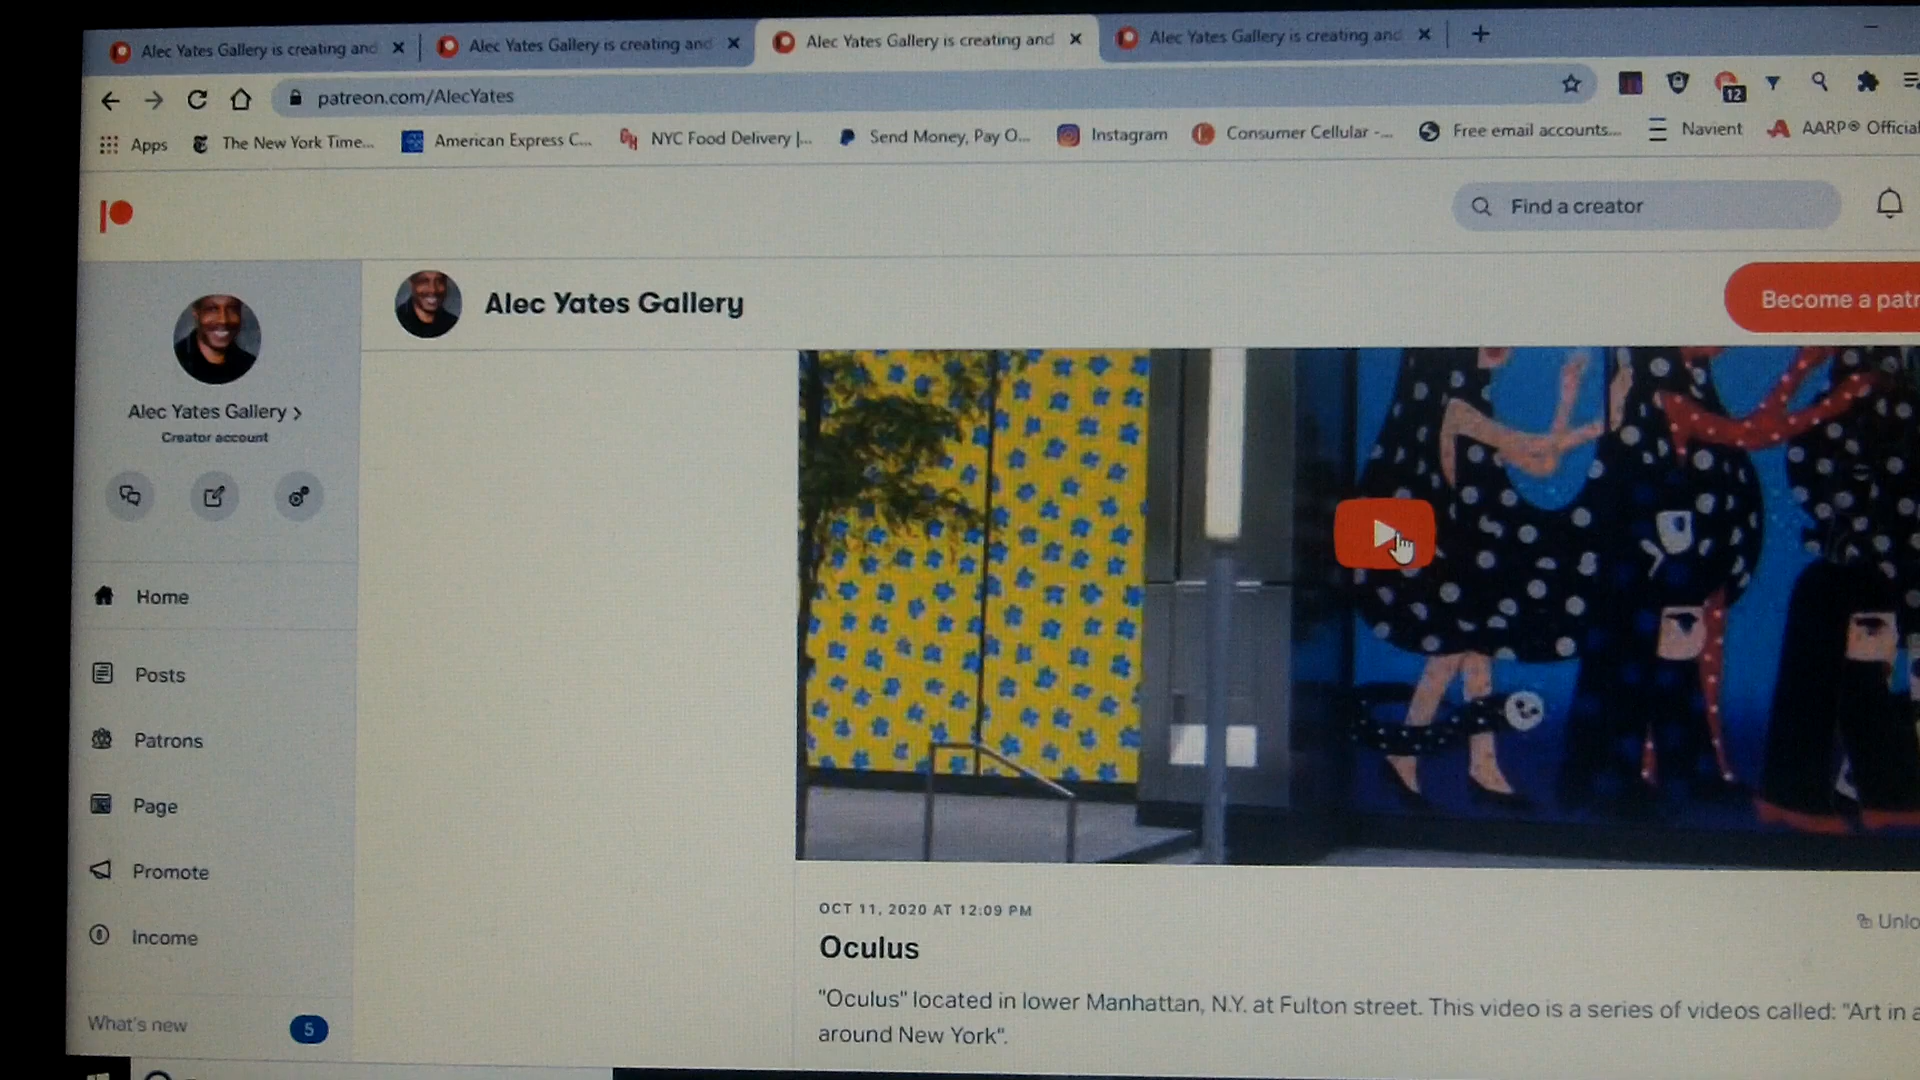 Alec Yates Gallery is creating and
Alec Yates Gallery is creating and
Alec Yates Gallery is creating and
Alec Yates Gallery is creating and
patreon.com/AlecYates
12
Apps
The New York Time...
American Express C...
NYC Food Delivery |...
Send Money, Pay O...
Instagram
Consumer Cellular -...
Free email accounts...
Navient
AARP® Official
Find a creator
Alec Yates Gallery
Become a patr
Alec Yates Gallery >
Creator account
Home
Posts
Patrons
Page
Promote
Income
What's new
5
OCT 11, 2020 AT 12:09 PM
Unlo
Oculus
"Oculus" located in lower Manhattan, N.Y. at Fulton street. This video is a series of videos called: "Art in a
around New York".